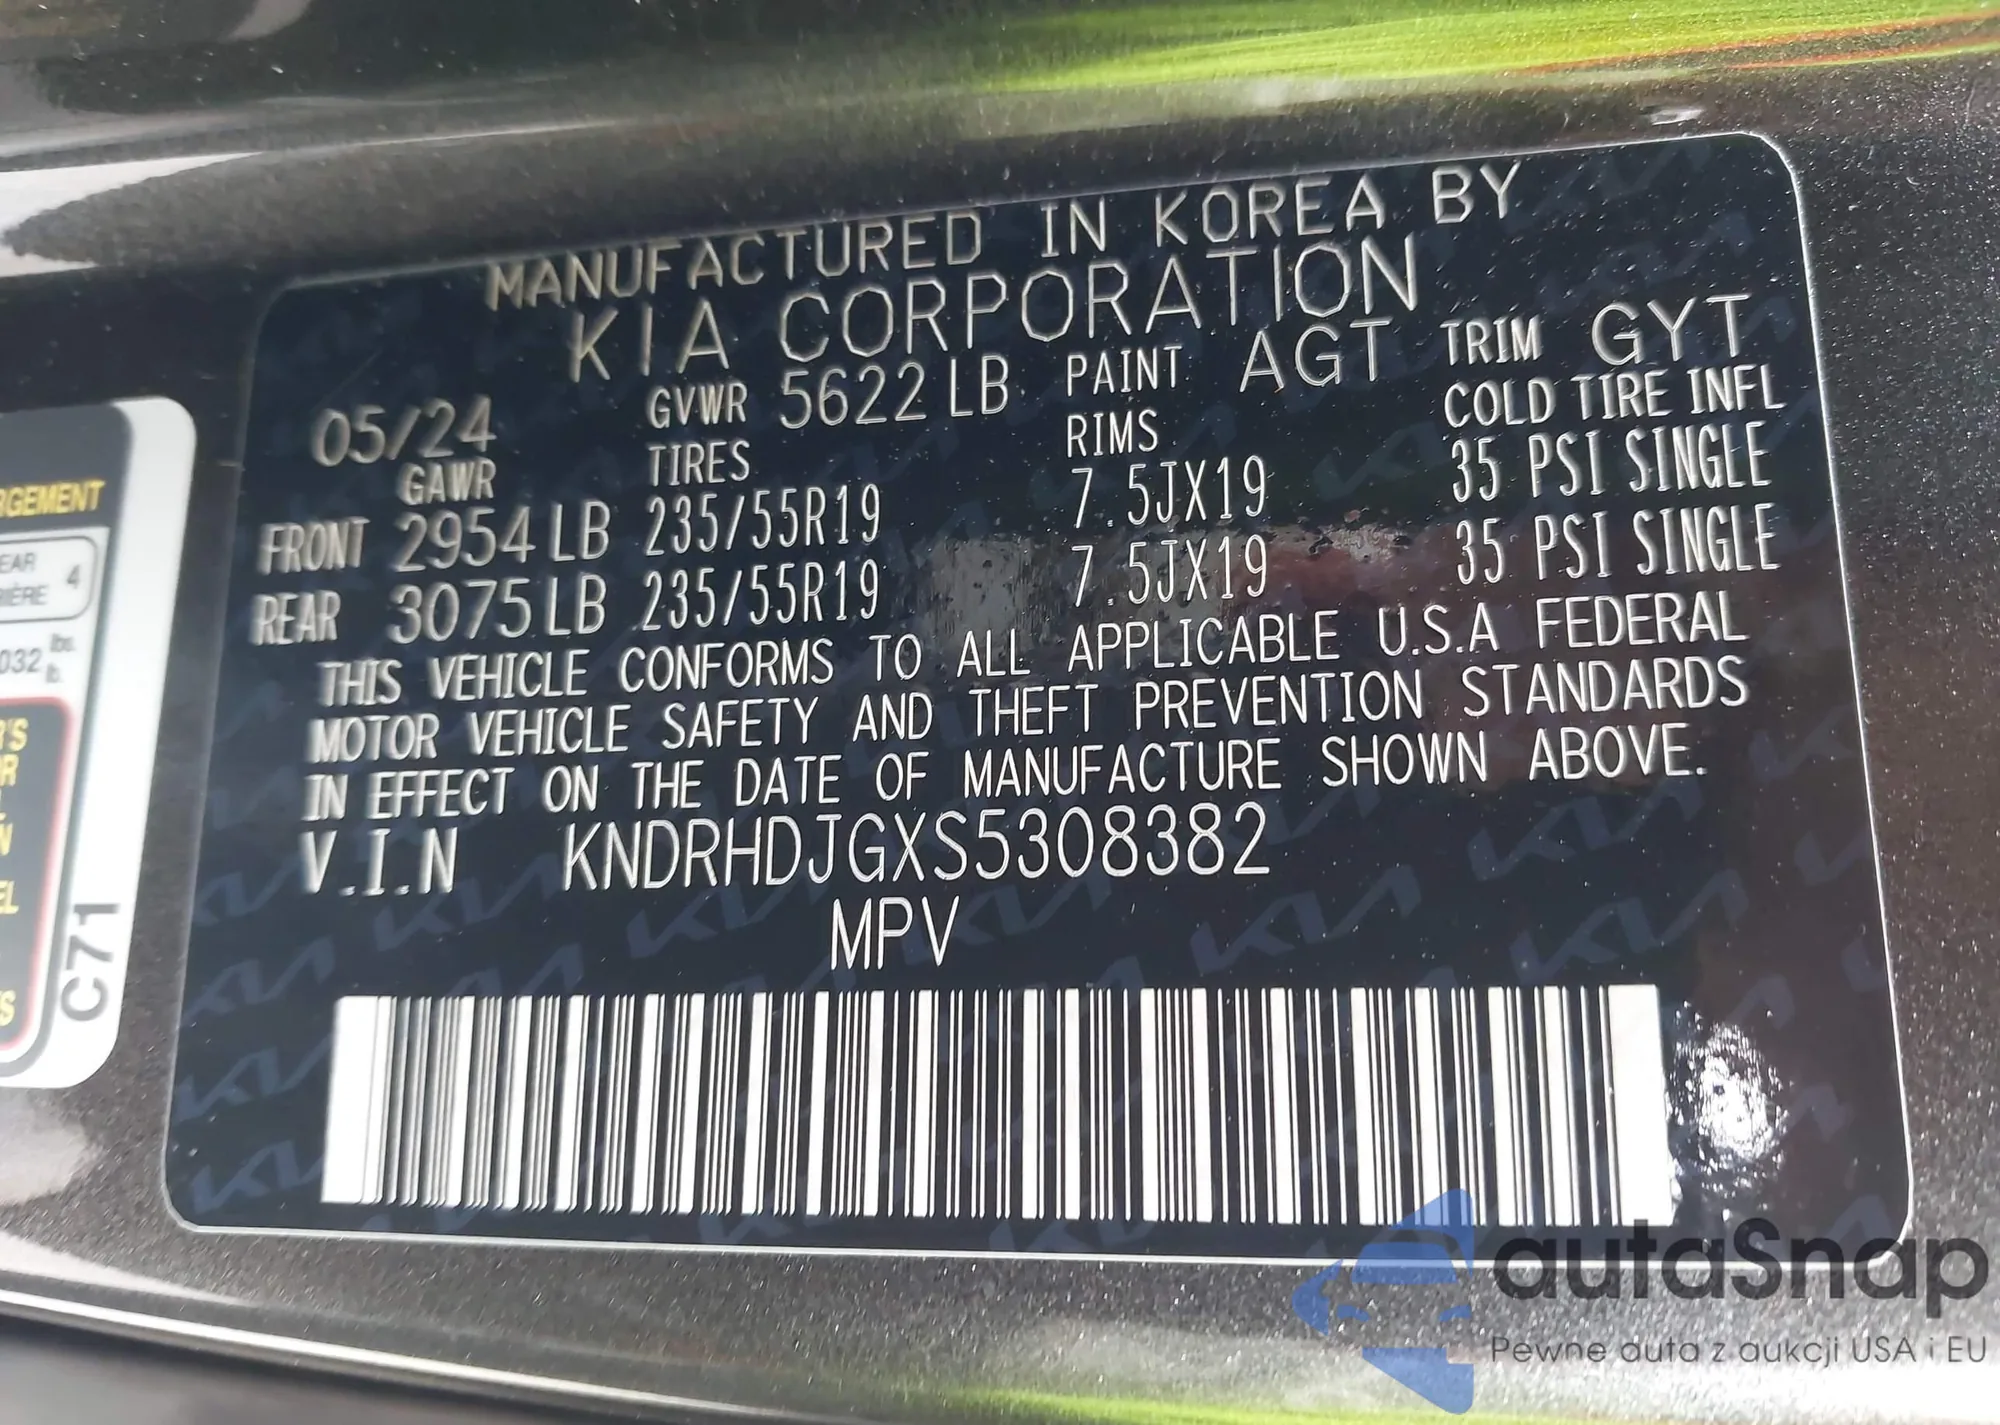 MANUFACTURED IN KOREA BY
KIA CORPORATION
05/24 GVWR 5622 LB PAINT AGT TRIM GYT
GAWR TIRES RIMS COLD TIRE INFL
FRONT 2954 LB 235/55R19 7.5JX19 35 PSI SINGLE
REAR 3075 LB 235/55R19 7.5JX19 35 PSI SINGLE
THIS VEHICLE CONFORMS TO ALL APPLICABLE U.S.A FEDERAL
MOTOR VEHICLE SAFETY AND THEFT PREVENTION STANDARDS
IN EFFECT ON THE DATE OF MANUFACTURE SHOWN ABOVE.
V.I.N KNDRHDJGXS5308382
MPV
4
lbs.
C71
autoSnap
Pewne auta z aukcji USA i EU